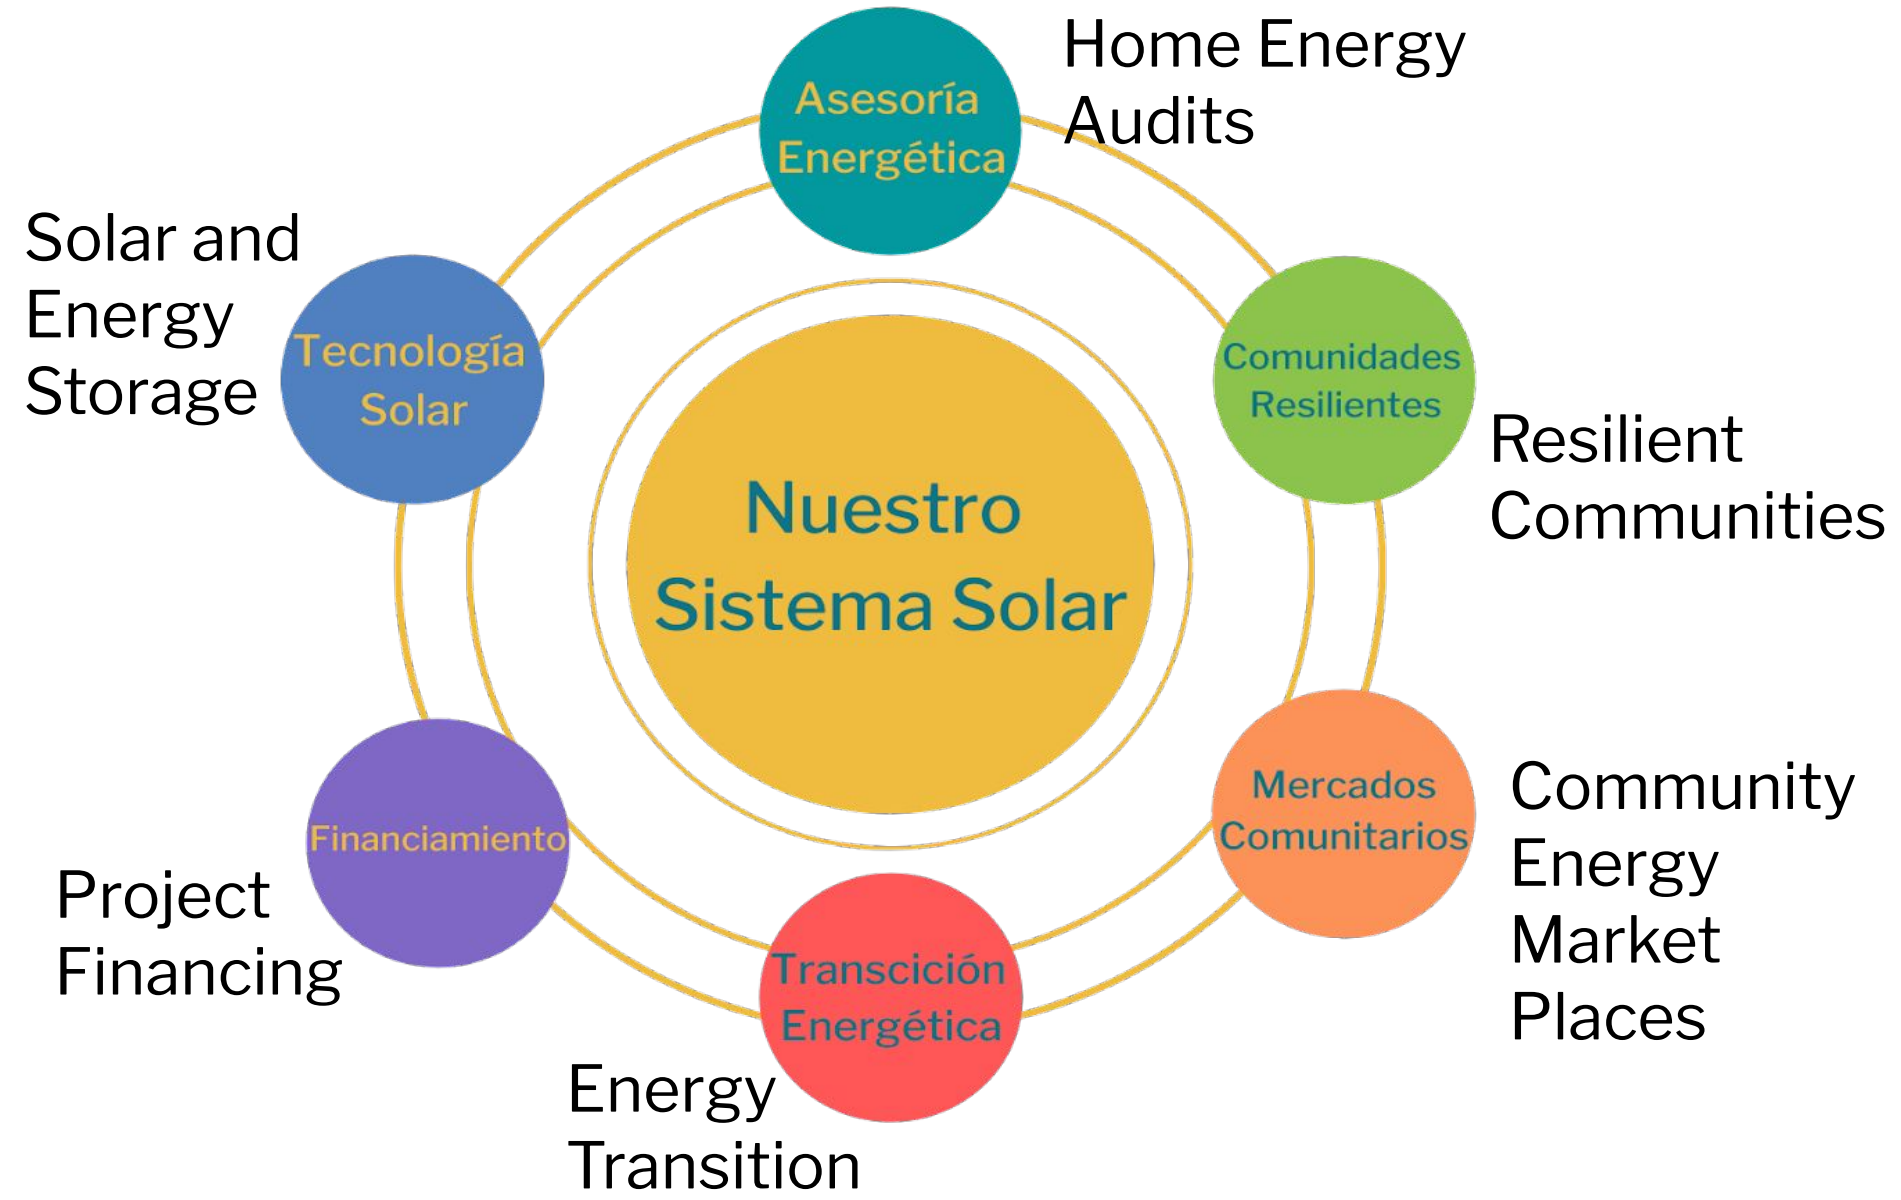 Asesoría
Energética
Home Energy
Audits
Solar and
Energy
Storage
Tecnología
Solar
Comunidades
Resilientes
Resilient
Communities
Nuestro
Sistema Solar
Financiamiento
Project
Financing
Mercados
Comunitarios
Community
Energy
Market
Places
Transcición
Energética
Energy
Transition